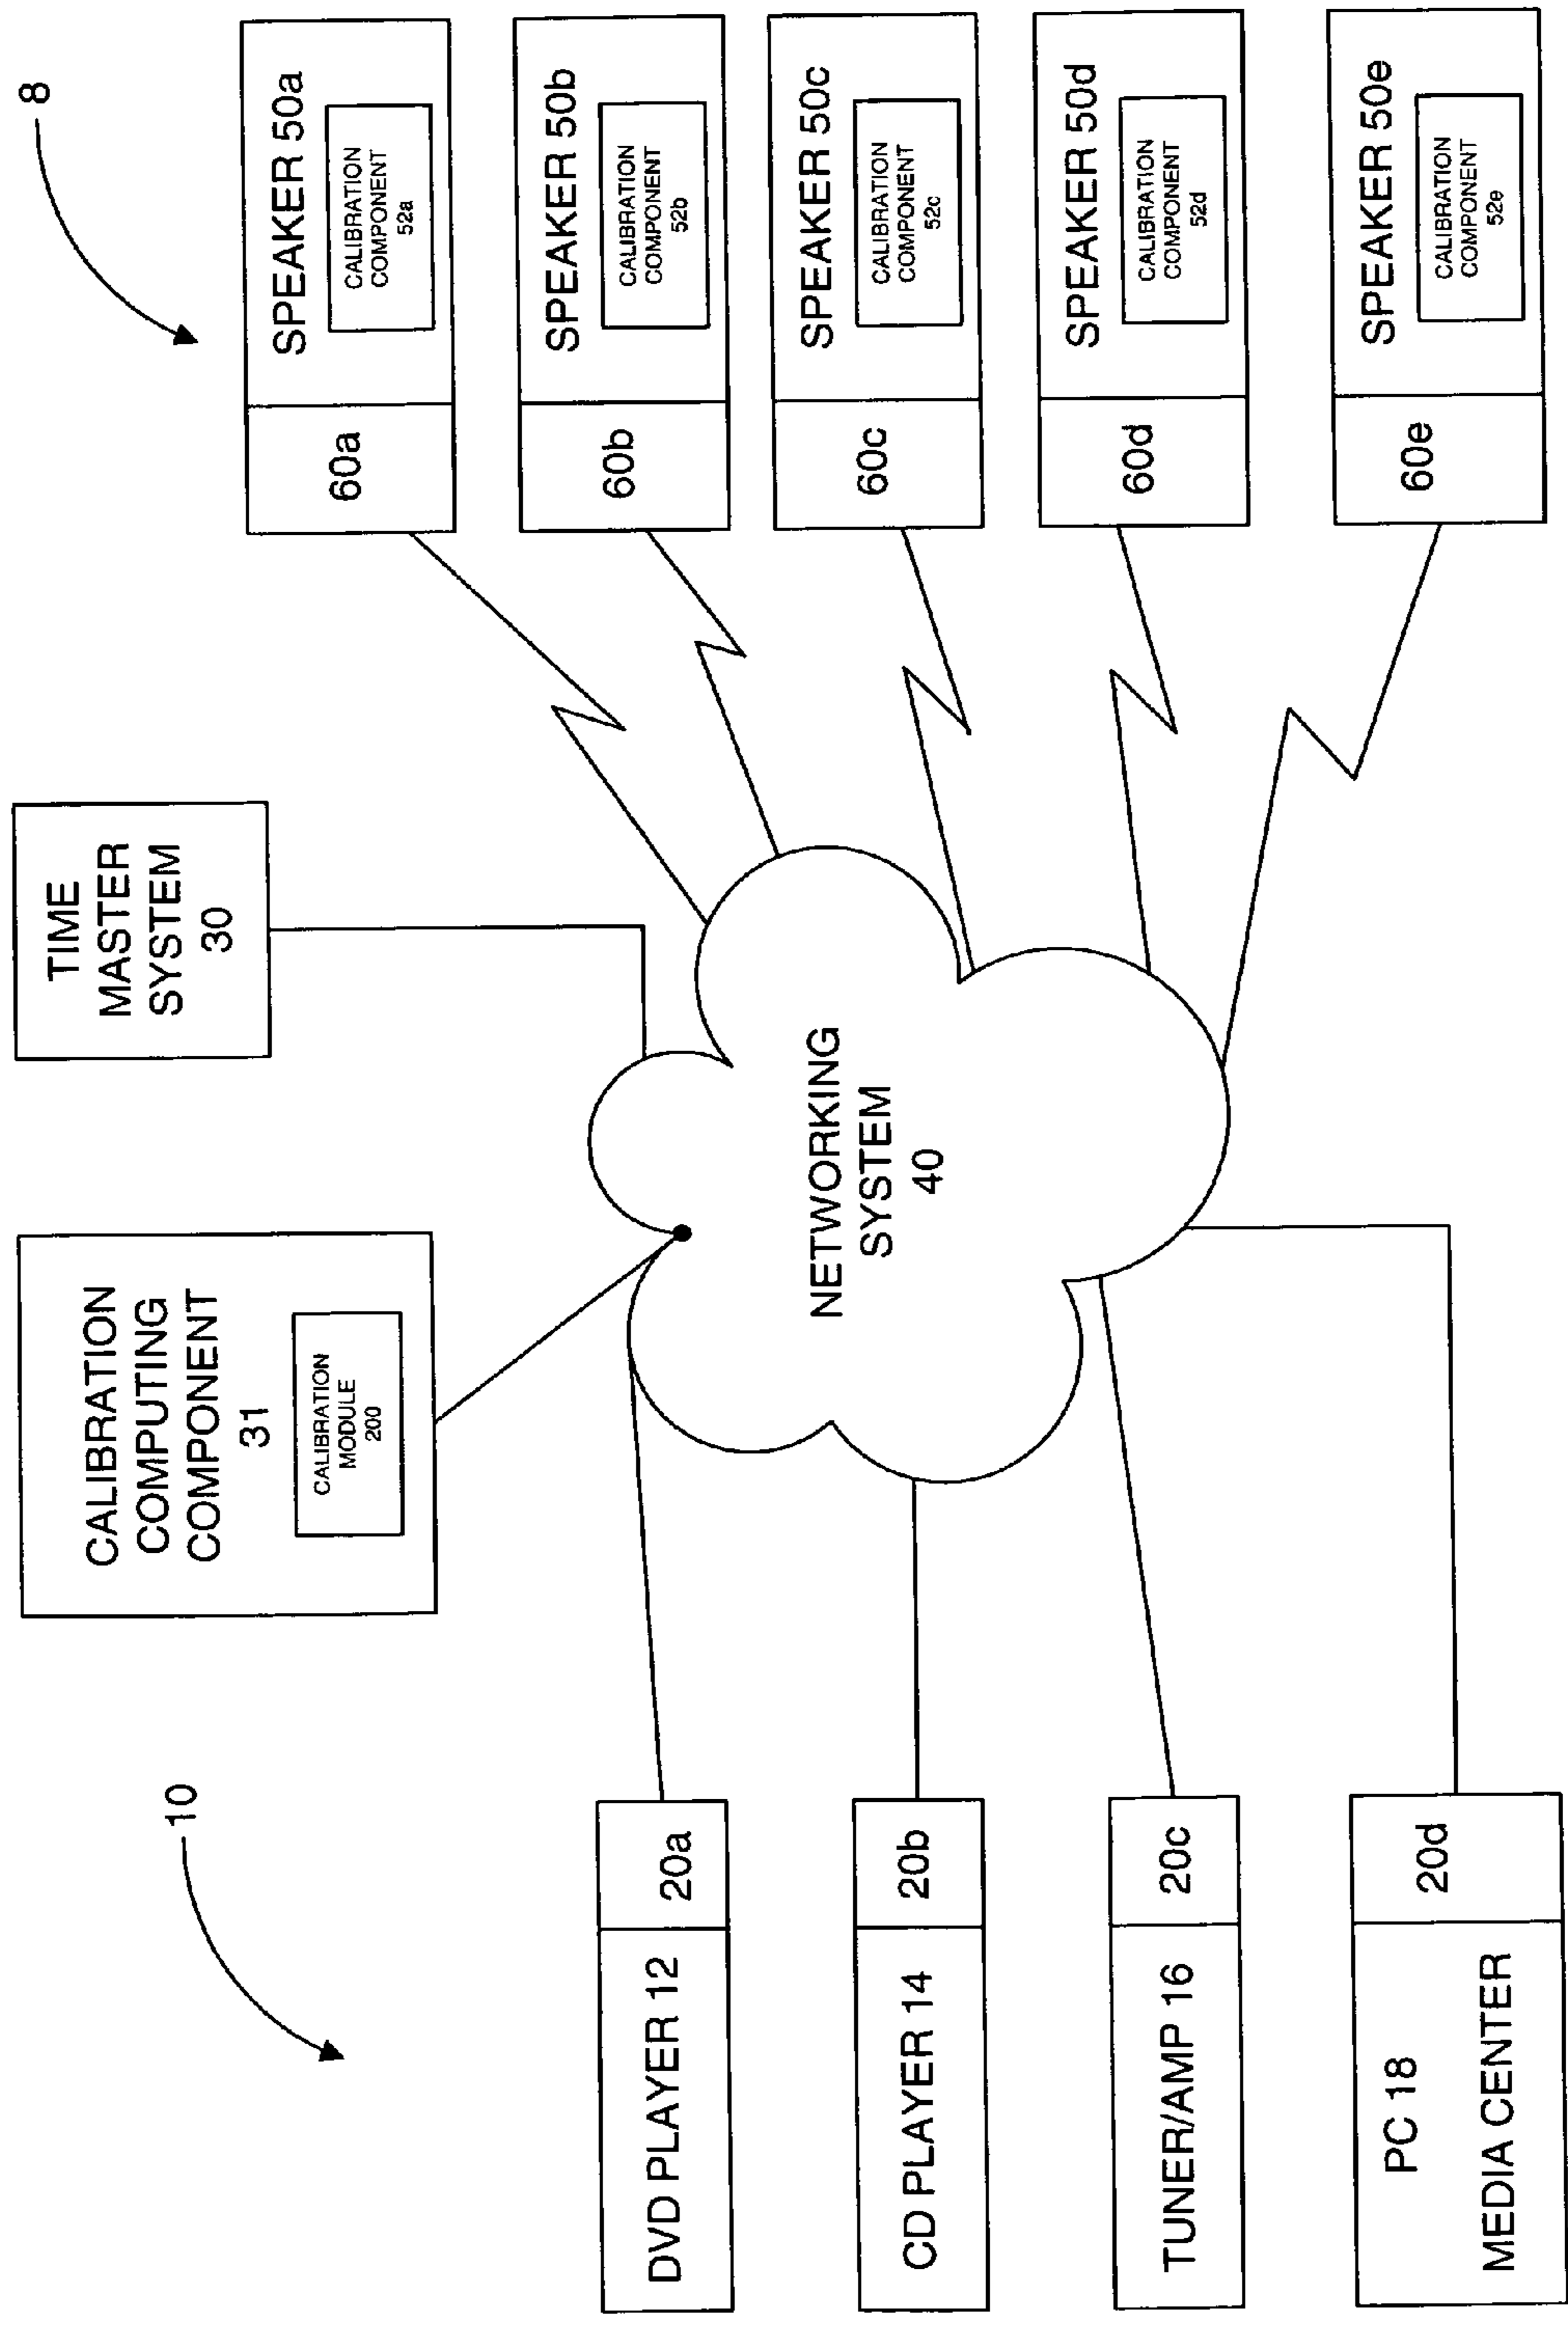 8
10
CALIBRATION
COMPUTING
COMPONENT
31
CALIBRATION
MODULE
200
TIME
MASTER
SYSTEM
30
DVD PLAYER 12
20a
CD PLAYER 14
20b
TUNER/AMP 16
20c
PC 18
MEDIA CENTER
20d
NETWORKING
SYSTEM
40
60a
SPEAKER 50a
CALIBRATION
COMPONENT
52a
60b
SPEAKER 50b
CALIBRATION
COMPONENT
52b
60c
SPEAKER 50c
CALIBRATION
COMPONENT
52c
60d
SPEAKER 50d
CALIBRATION
COMPONENT
52d
60e
SPEAKER 50e
CALIBRATION
COMPONENT
52e